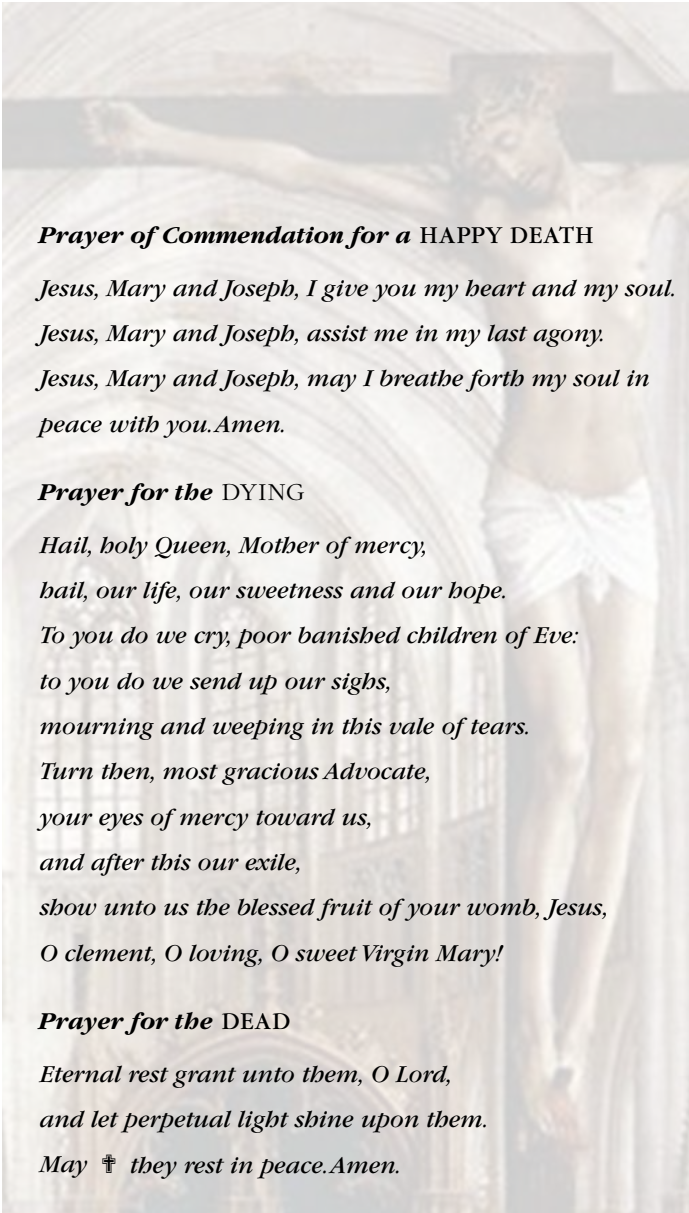 Prayer of Commendation for a HAPPY DEATH
Jesus, Mary and Joseph, I give you my heart and my soul.
Jesus, Mary and Joseph, assist me in my last agony.
Jesus, Mary and Joseph, may I breathe forth my soul in
peace with you. Amen.
Prayer for the DYING
Hail, holy Queen, Mother of mercy,
hail, our life, our sweetness and our hope.
To you do we cry, poor banished children of Eve:
to you do we send up our sighs,
mourning and weeping in this vale of tears.
Turn then, most gracious Advocate,
your eyes of mercy toward us,
and after this our exile,
show unto us the blessed fruit of your womb, Jesus,
O clement, O loving, O sweet Virgin Mary!
Prayer for the DEAD
Eternal rest grant unto them, O Lord,
and let perpetual light shine upon them.
May ✟ they rest in peace. Amen.